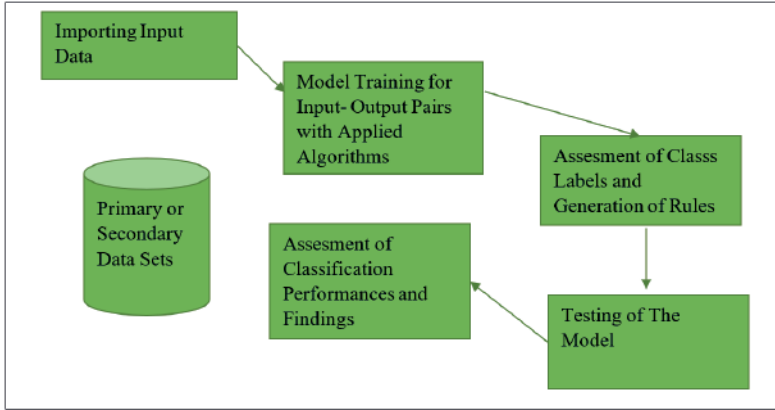 Importing Input
Data
Model Training for
Input- Output Pairs
with Applied
Algorithms
Assesment of Classs
Labels and
Generation of Rules
Primary or
Secondary
Data Sets
Assesment of
Classification
Performances and
Findings
Testing of The
Model